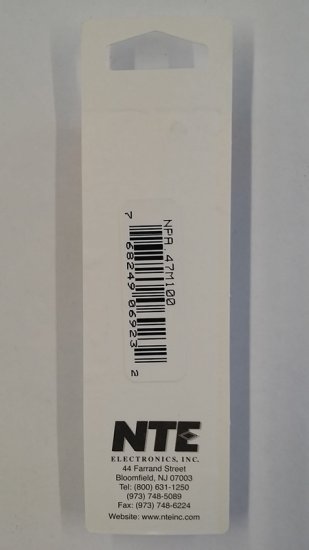 NPA.47M100
7 68249 06923 2
NTE
ELECTRONICS, INC.
44 Farrand Street
Bloomfield, NJ 07003
Tel: (800) 631-1250
(973) 748-5089
Fax: (973) 748-6224
Website: www.nteinc.com